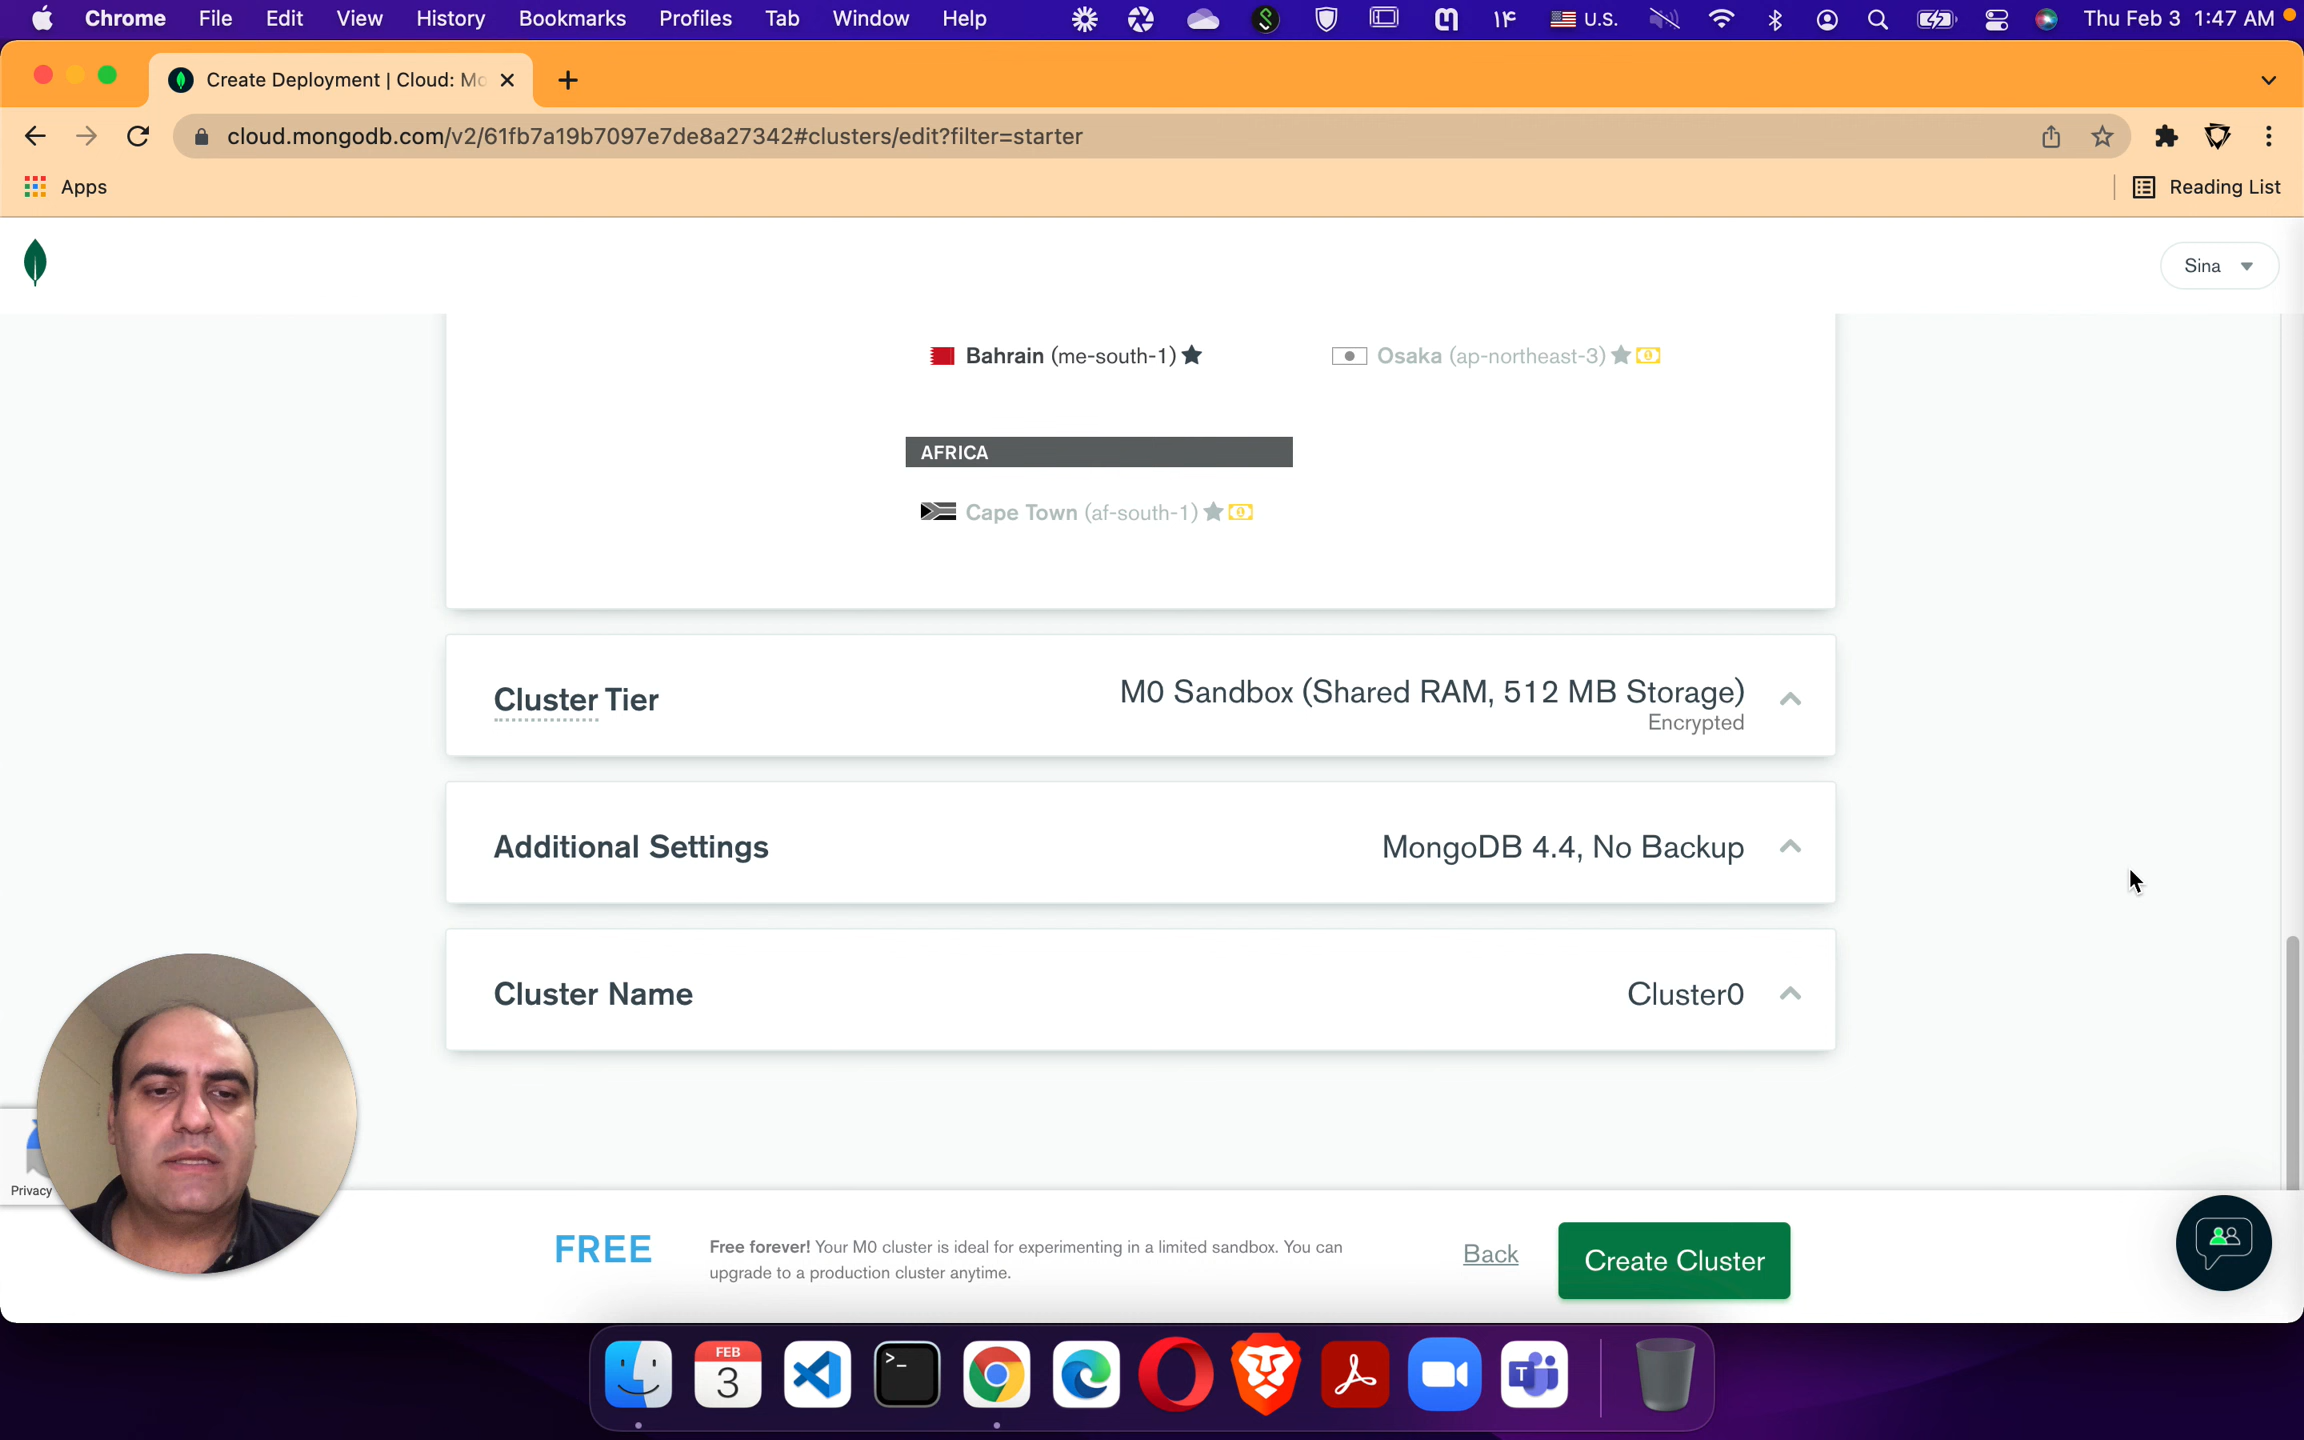 Chrome File Edit View History Bookmarks Profiles Tab Window Help ۱۴ U.S. Thu Feb 3 1:47 AM
Create Deployment | Cloud: Mo
cloud.mongodb.com/v2/61fb7a19b7097e7de8a27342#clusters/edit?filter=starter
Apps
Reading List
Sina
Bahrain (me-south-1)
Osaka (ap-northeast-3)
AFRICA
Cape Town (af-south-1)
Cluster Tier
M0 Sandbox (Shared RAM, 512 MB Storage)
Encrypted
Additional Settings
MongoDB 4.4, No Backup
Cluster Name
Cluster0
Privacy
FREE
Free forever! Your M0 cluster is ideal for experimenting in a limited sandbox. You can
upgrade to a production cluster anytime.
Back
Create Cluster
FEB
3
>_
T